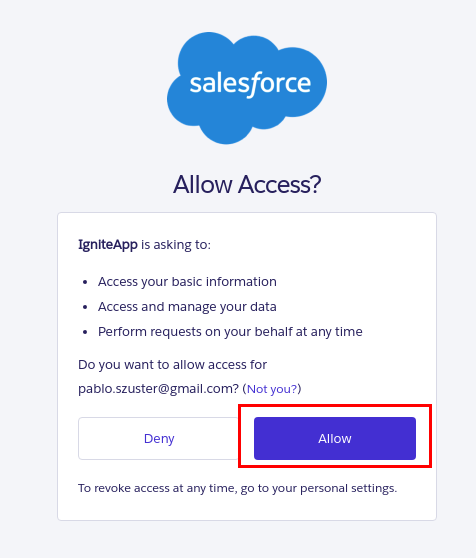 salesforce
Allow Access?
IgniteApp is asking to:
• Access your basic information
• Access and manage your data
• Perform requests on your behalf at any time
Do you want to allow access for
pablo.szuster@gmail.com? (Not you?)
Deny
Allow
To revoke access at any time, go to your personal settings.